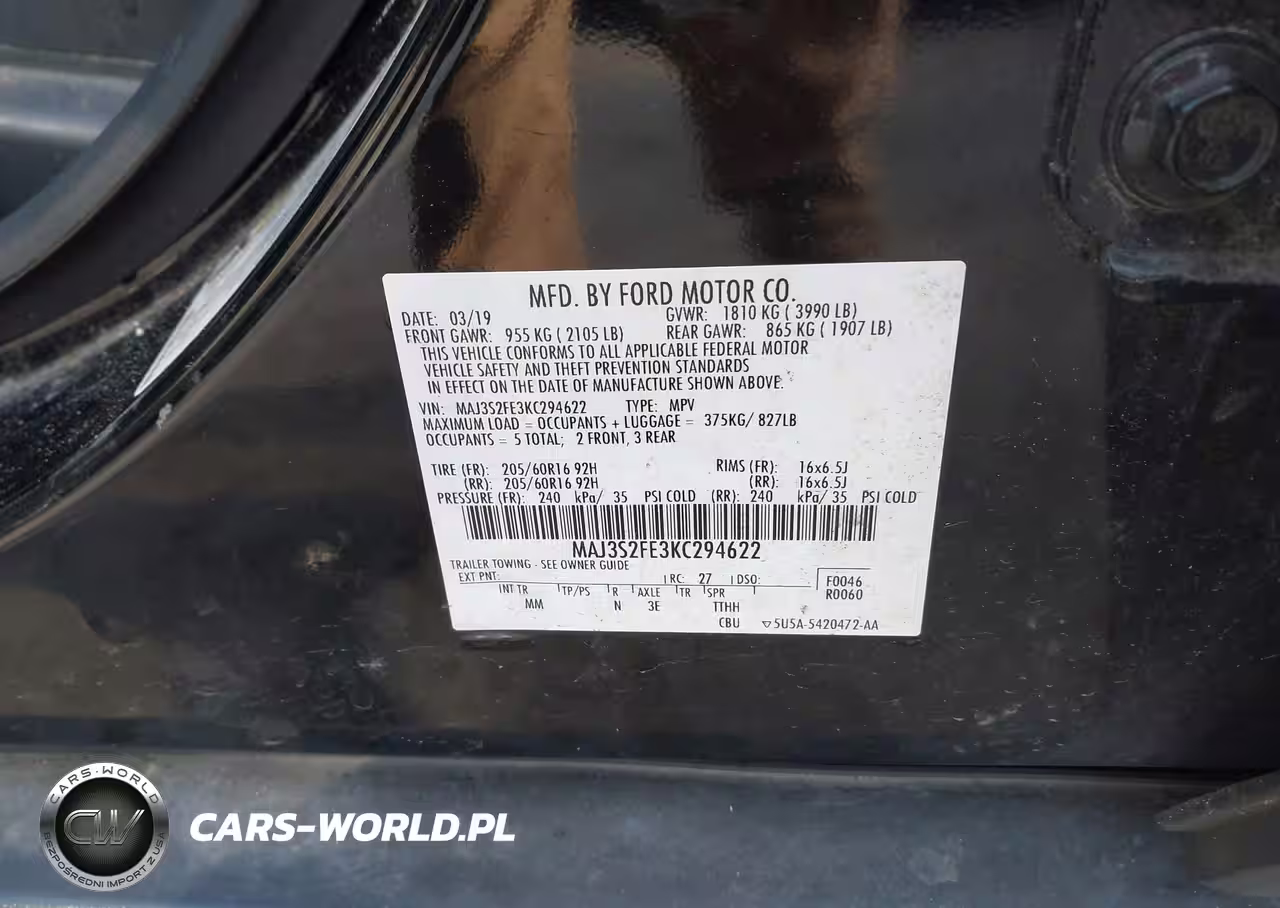 MFD. BY FORD MOTOR CO.
DATE: 03/19 GVWR: 1810 KG ( 3990 LB)
FRONT GAWR: 955 KG ( 2105 LB) REAR GAWR: 865 KG ( 1907 LB)
THIS VEHICLE CONFORMS TO ALL APPLICABLE FEDERAL MOTOR
VEHICLE SAFETY AND THEFT PREVENTION STANDARDS
IN EFFECT ON THE DATE OF MANUFACTURE SHOWN ABOVE.
VIN: MAJ3S2FE3KC294622 TYPE: MPV
MAXIMUM LOAD = OCCUPANTS + LUGGAGE = 375KG/ 827LB
OCCUPANTS = 5 TOTAL; 2 FRONT, 3 REAR
TIRE (FR): 205/60R16 92H RIMS (FR): 16x6.5J
(RR): 205/60R16 92H (RR): 16x6.5J
PRESSURE (FR): 240 kPa/ 35 PSI COLD (RR): 240 kPa/ 35 PSI COLD
MAJ3S2FE3KC294622
TRAILER TOWING - SEE OWNER GUIDE
EXT PNT: RC: 27 DSO: F0046
INT TR TP/PS R AXLE TR SPR R0060
MM N 3E TTHH
CBU 5U5A-5420472-AA
CARS-WORLD
CW
BEZPOŚREDNI IMPORT Z USA
CARS-WORLD.PL